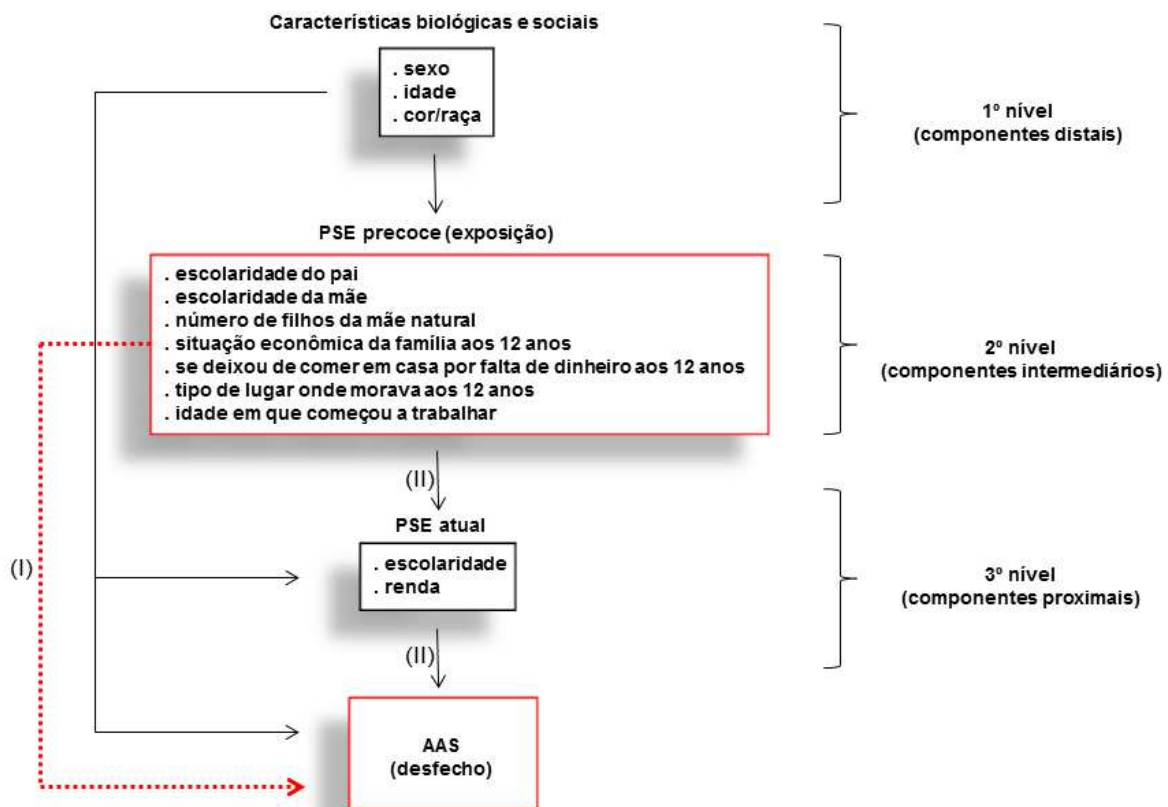 Características biológicas e sociais
. sexo
. idade
. cor/raça
1º nível
(componentes distais)
PSE precoce (exposição)
. escolaridade do pai
. escolaridade da mãe
. número de filhos da mãe natural
. situação econômica da família aos 12 anos
. se deixou de comer em casa por falta de dinheiro aos 12 anos
. tipo de lugar onde morava aos 12 anos
. idade em que começou a trabalhar
2º nível
(componentes intermediários)
(II)
PSE atual
. escolaridade
. renda
3º nível
(componentes proximais)
(I)
(II)
AAS
(desfecho)